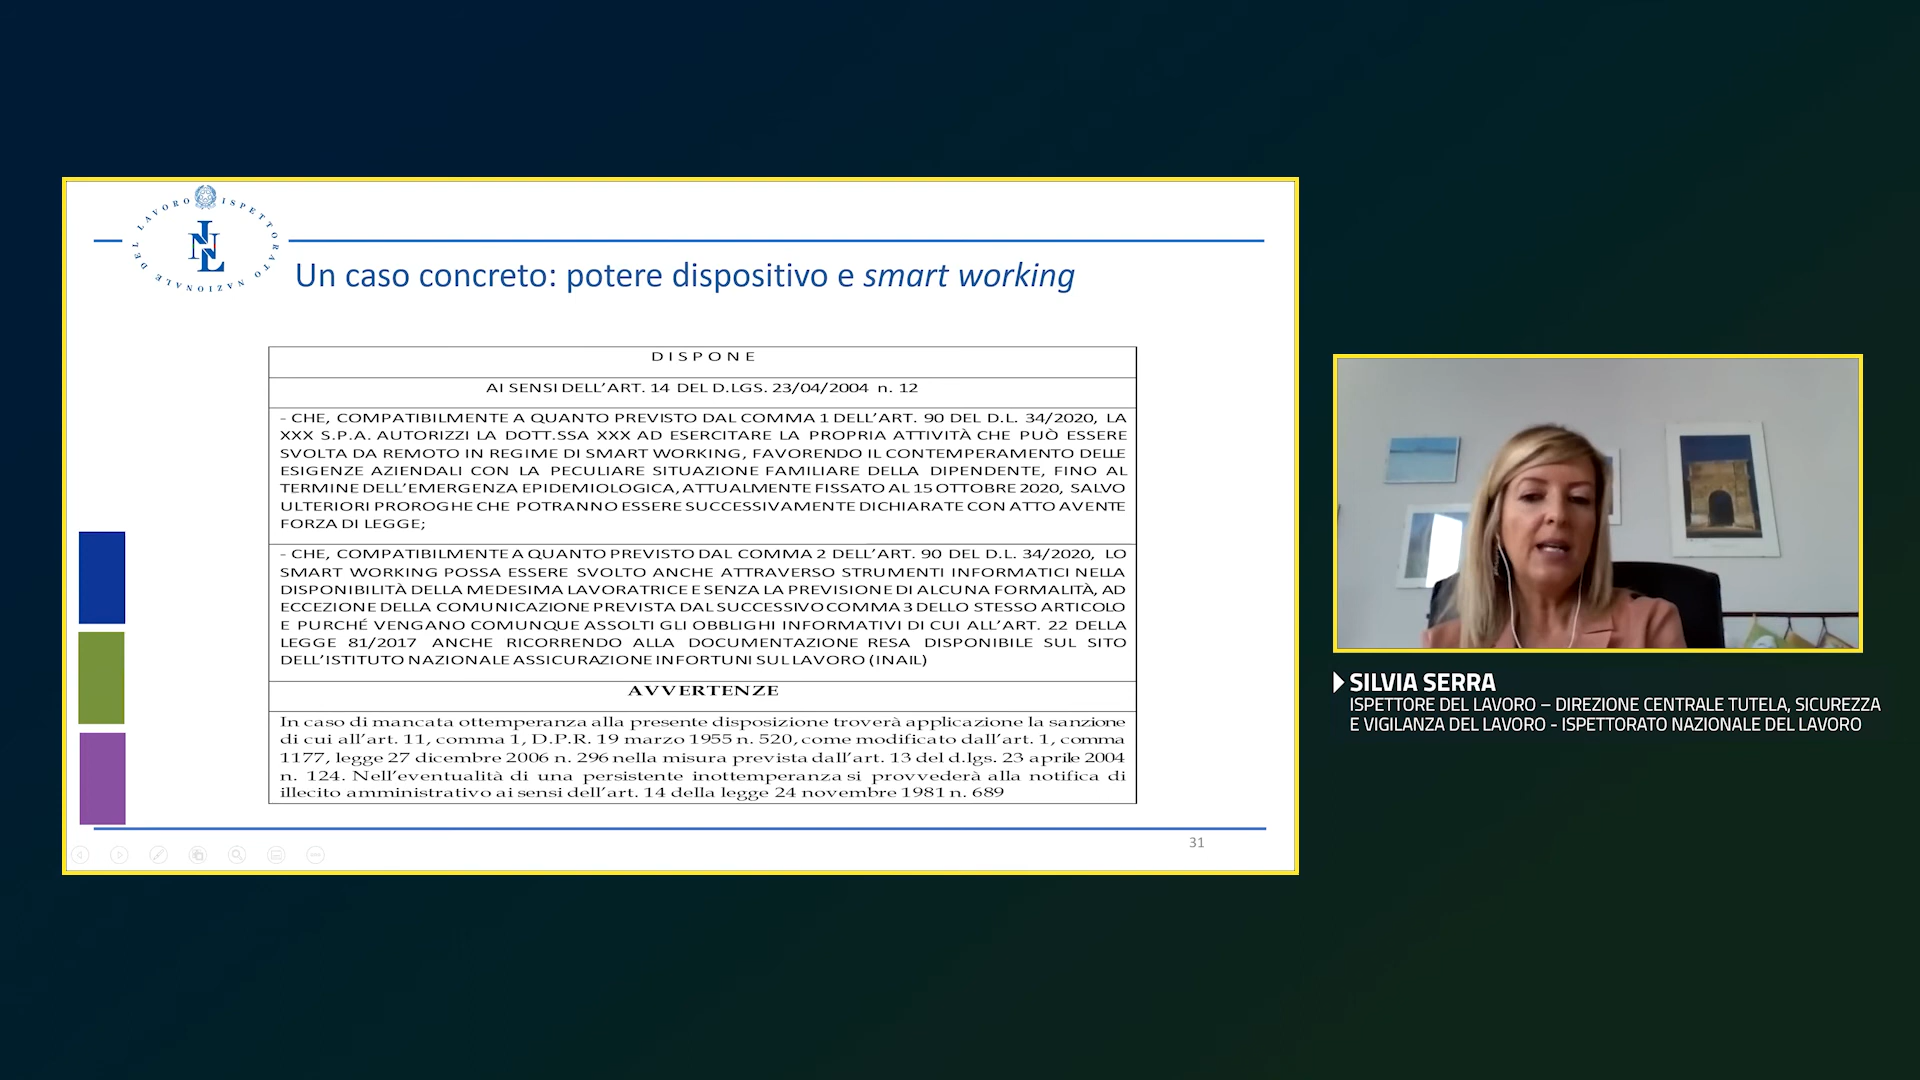 ISPETTORATO NAZIONALE DEL LAVORO
INL
Un caso concreto: potere dispositivo e smart working
DISPONE
AI SENSI DELL’ART. 14 DEL D.LGS. 23/04/2004 n. 12
- CHE, COMPATIBILMENTE A QUANTO PREVISTO DAL COMMA 1 DELL’ART. 90 DEL D.L. 34/2020, LA
XXX S.P.A. AUTORIZZI LA DOTT.SSA XXX AD ESERCITARE LA PROPRIA ATTIVITÀ CHE PUÒ ESSERE
SVOLTA DA REMOTO IN REGIME DI SMART WORKING, FAVORENDO IL CONTEMPERAMENTO DELLE
ESIGENZE AZIENDALI CON LA PECULIARE SITUAZIONE FAMILIARE DELLA DIPENDENTE, FINO AL
TERMINE DELL’EMERGENZA EPIDEMIOLOGICA, ATTUALMENTE FISSATO AL 15 OTTOBRE 2020, SALVO
ULTERIORI PROROGHE CHE POTRANNO ESSERE SUCCESSIVAMENTE DICHIARATE CON ATTO AVENTE
FORZA DI LEGGE;
- CHE, COMPATIBILMENTE A QUANTO PREVISTO DAL COMMA 2 DELL’ART. 90 DEL D.L. 34/2020, LO
SMART WORKING POSSA ESSERE SVOLTO ANCHE ATTRAVERSO STRUMENTI INFORMATICI NELLA
DISPONIBILITÀ DELLA MEDESIMA LAVORATRICE E SENZA LA PREVISIONE DI ALCUNA FORMALITÀ, AD
ECCEZIONE DELLA COMUNICAZIONE PREVISTA DAL SUCCESSIVO COMMA 3 DELLO STESSO ARTICOLO
E PURCHÉ VENGANO COMUNQUE ASSOLTI GLI OBBLIGHI INFORMATIVI DI CUI ALL’ART. 22 DELLA
LEGGE 81/2017 ANCHE RICORRENDO ALLA DOCUMENTAZIONE RESA DISPONIBILE SUL SITO
DELL’ISTITUTO NAZIONALE ASSICURAZIONE INFORTUNI SUL LAVORO (INAIL)
AVVERTENZE
In caso di mancata ottemperanza alla presente disposizione troverà applicazione la sanzione
di cui all’art. 11, comma 1, D.P.R. 19 marzo 1955 n. 520, come modificato dall’art. 1, comma
1177, legge 27 dicembre 2006 n. 296 nella misura prevista dall’art. 13 del d.lgs. 23 aprile 2004
n. 124. Nell’eventualità di una persistente inottemperanza si provvederà alla notifica di
illecito amministrativo ai sensi dell’art. 14 della legge 24 novembre 1981 n. 689
31
SILVIA SERRA
ISPETTORE DEL LAVORO – DIREZIONE CENTRALE TUTELA, SICUREZZA
E VIGILANZA DEL LAVORO - ISPETTORATO NAZIONALE DEL LAVORO